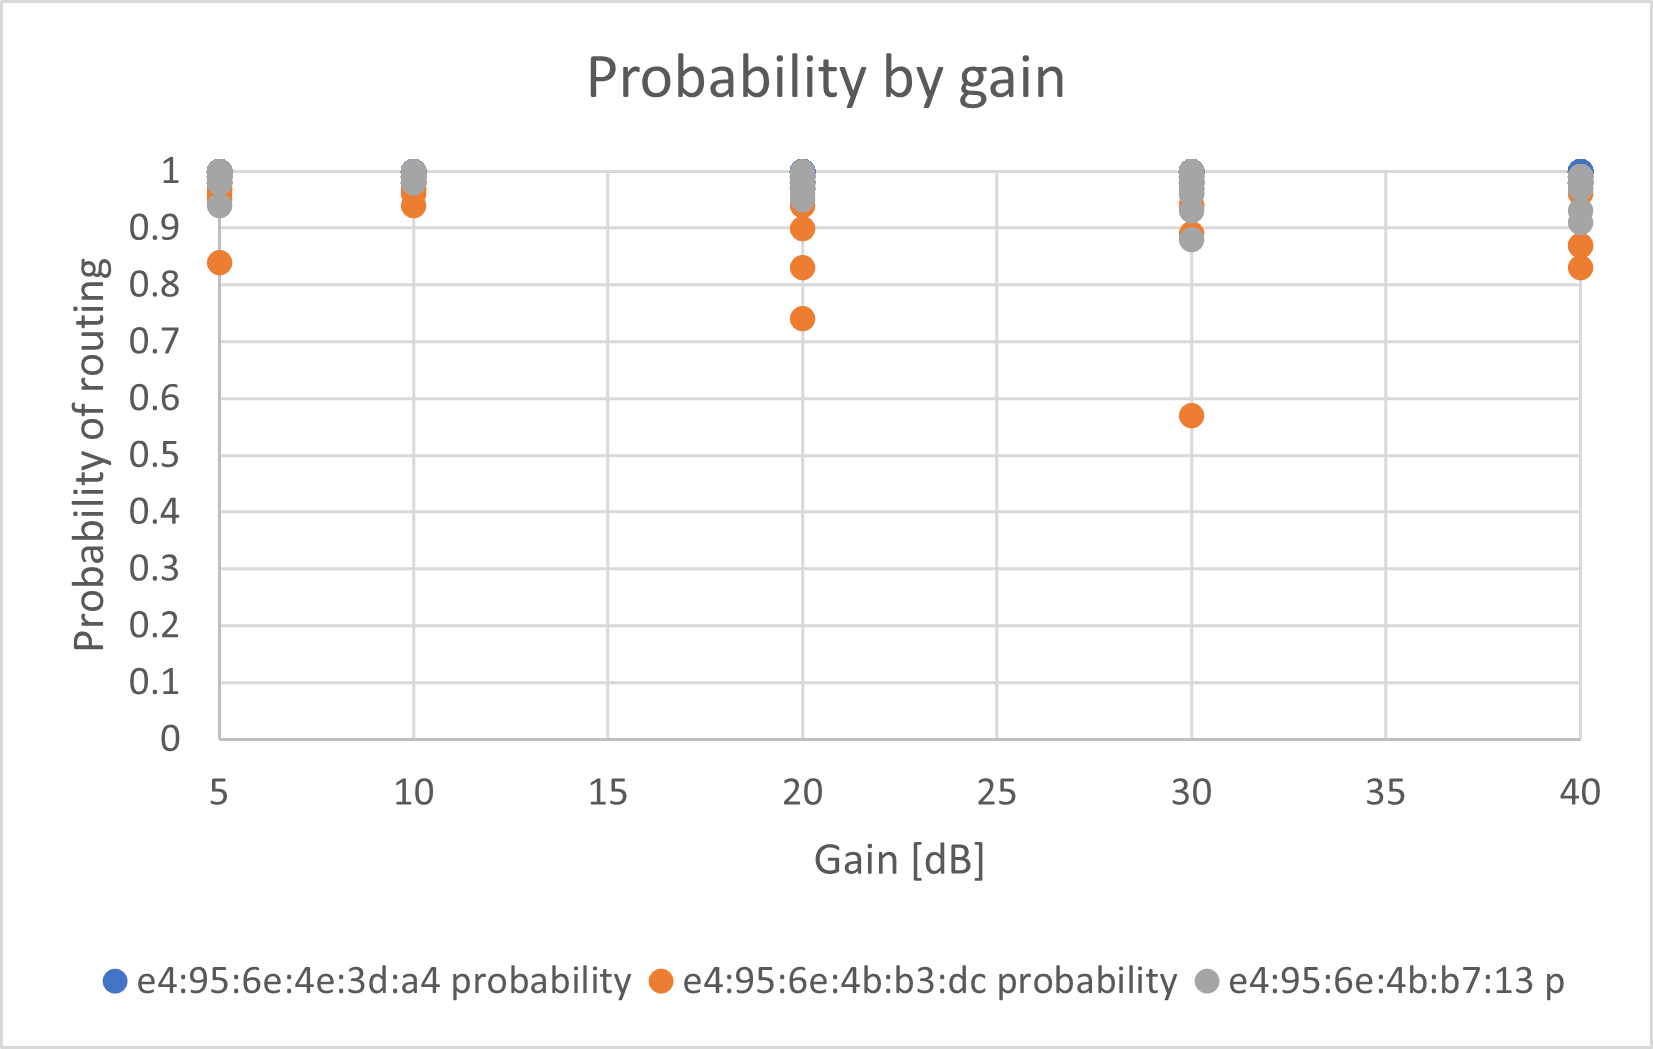 Probability by gain
1
0.9
0.8
0.7
0.6
0.5
0.4
0.3
0.2
0.1
0
Probability of routing
5 10 15 20 25 30 35 40
Gain [dB]
e4:95:6e:4e:3d:a4 probability e4:95:6e:4b:b3:dc probability e4:95:6e:4b:b7:13 p